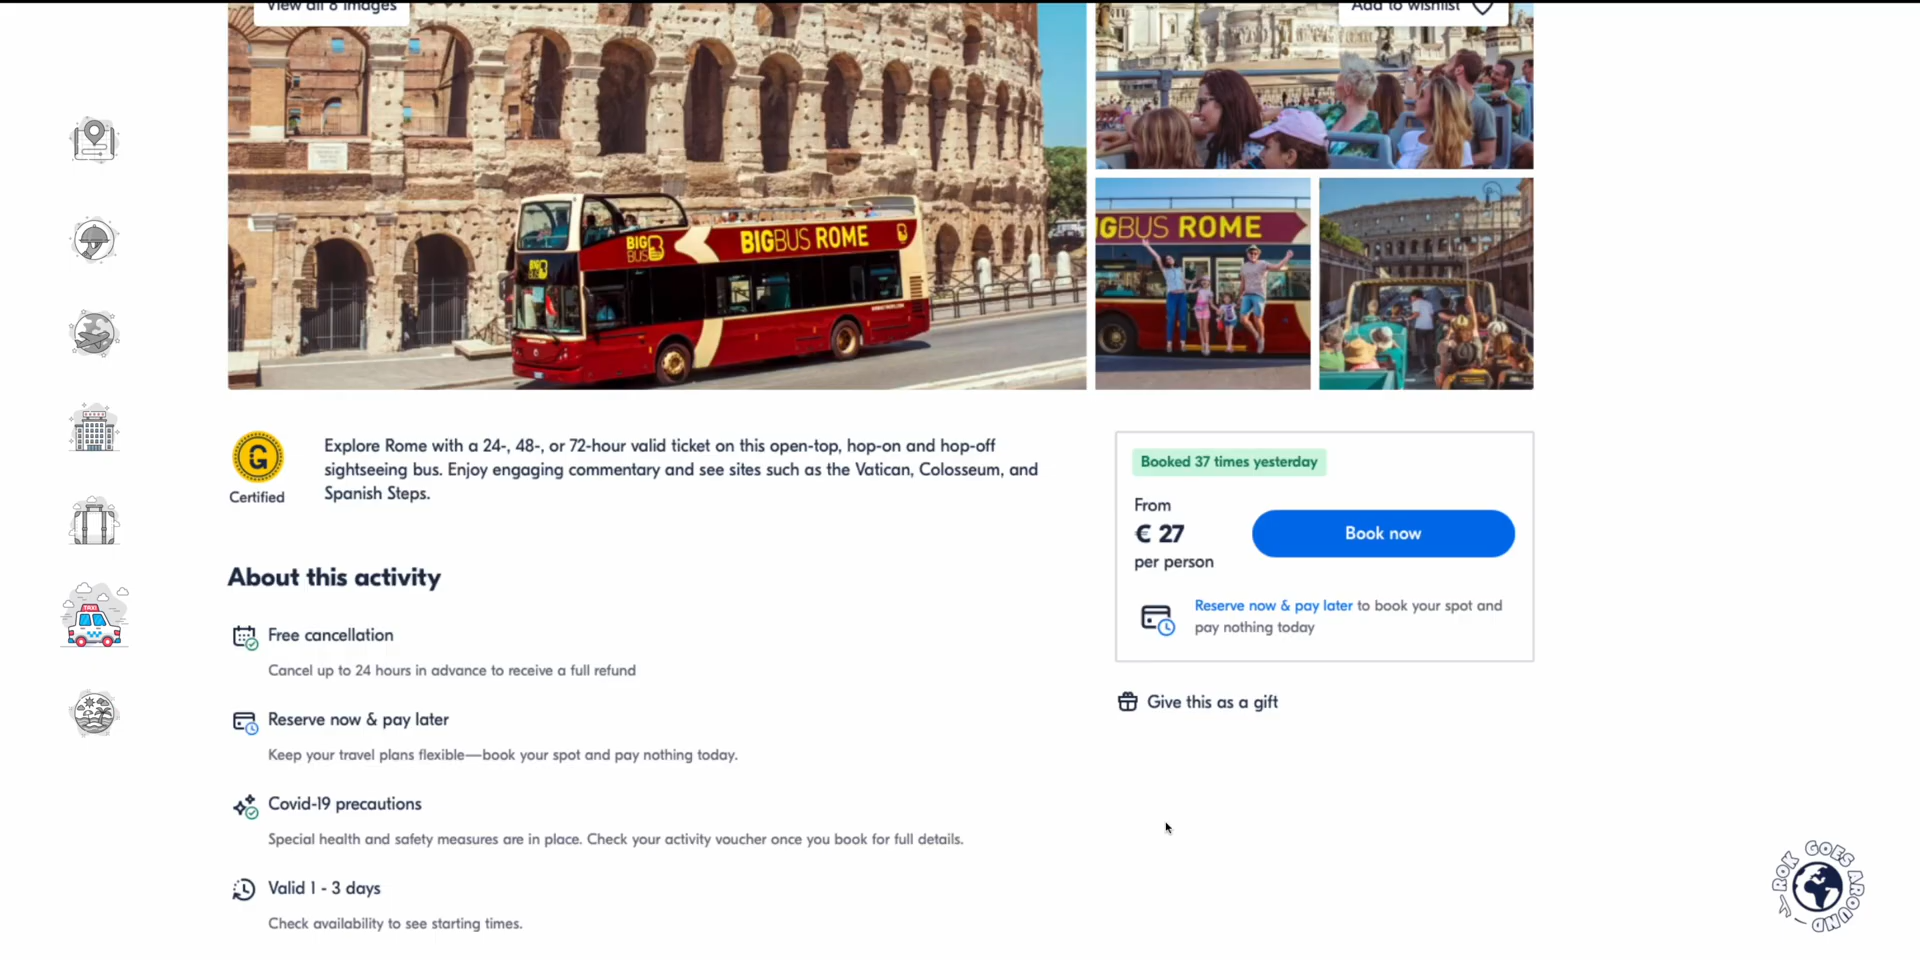 View all 8 images
Add to wishlist
BIG
BUS
BIGBUS ROME
BIG
IGBUS ROME
G
Certified
Explore Rome with a 24-, 48-, or 72-hour valid ticket on this open-top, hop-on and hop-off
sightseeing bus. Enjoy engaging commentary and see sites such as the Vatican, Colosseum, and
Spanish Steps.
Booked 37 times yesterday
From
€ 27
per person
Book now
Reserve now & pay later to book your spot and
pay nothing today
Give this as a gift
About this activity
Free cancellation
Cancel up to 24 hours in advance to receive a full refund
Reserve now & pay later
Keep your travel plans flexible—book your spot and pay nothing today.
Covid-19 precautions
Special health and safety measures are in place. Check your activity voucher once you book for full details.
Valid 1 - 3 days
Check availability to see starting times.
TAXI
ROK GOES AROUND